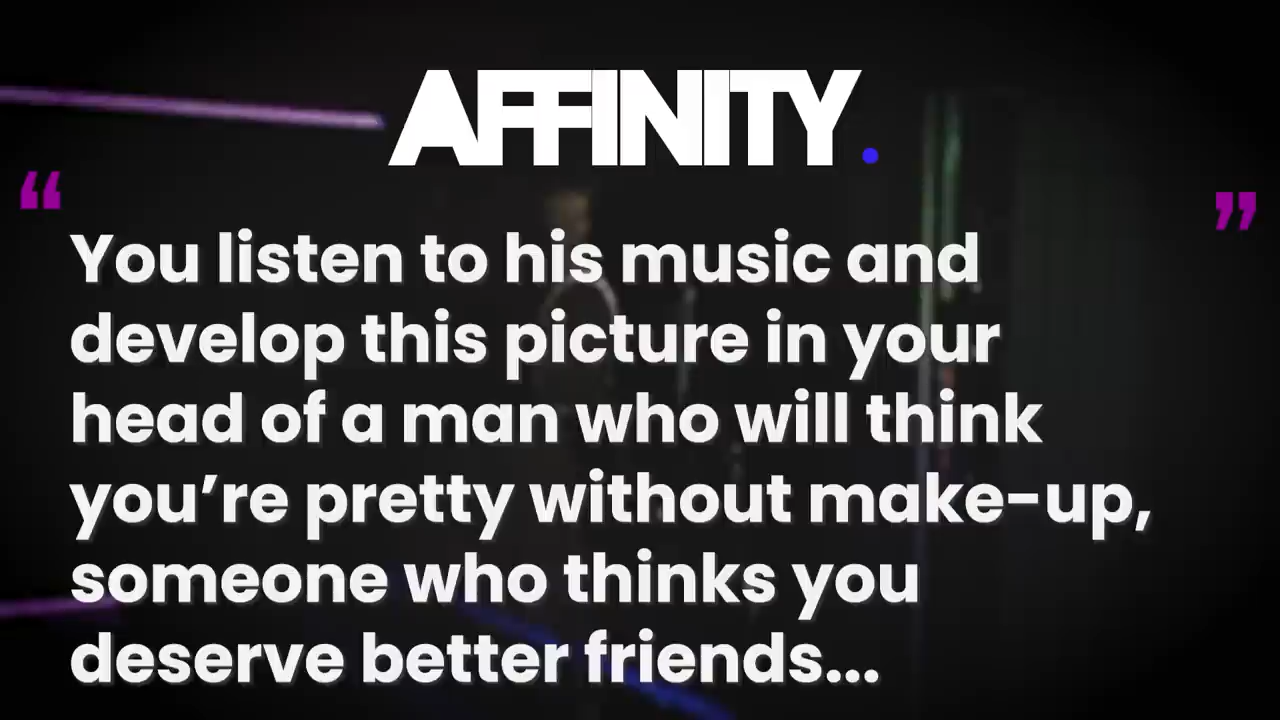 AFFINITY.
“You listen to his music and
develop this picture in your
head of a man who will think
you’re pretty without make-up,
someone who thinks you
deserve better friends...”